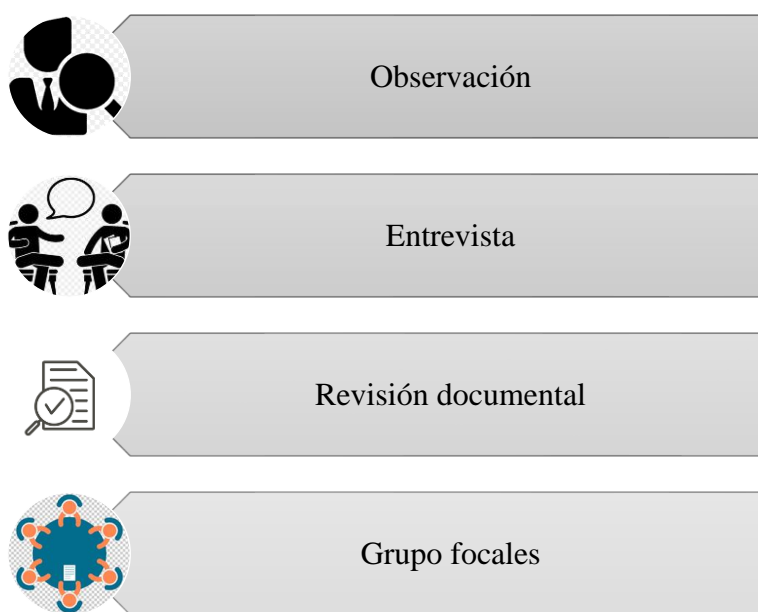 Observación
Entrevista
Revisión documental
Grupo focales